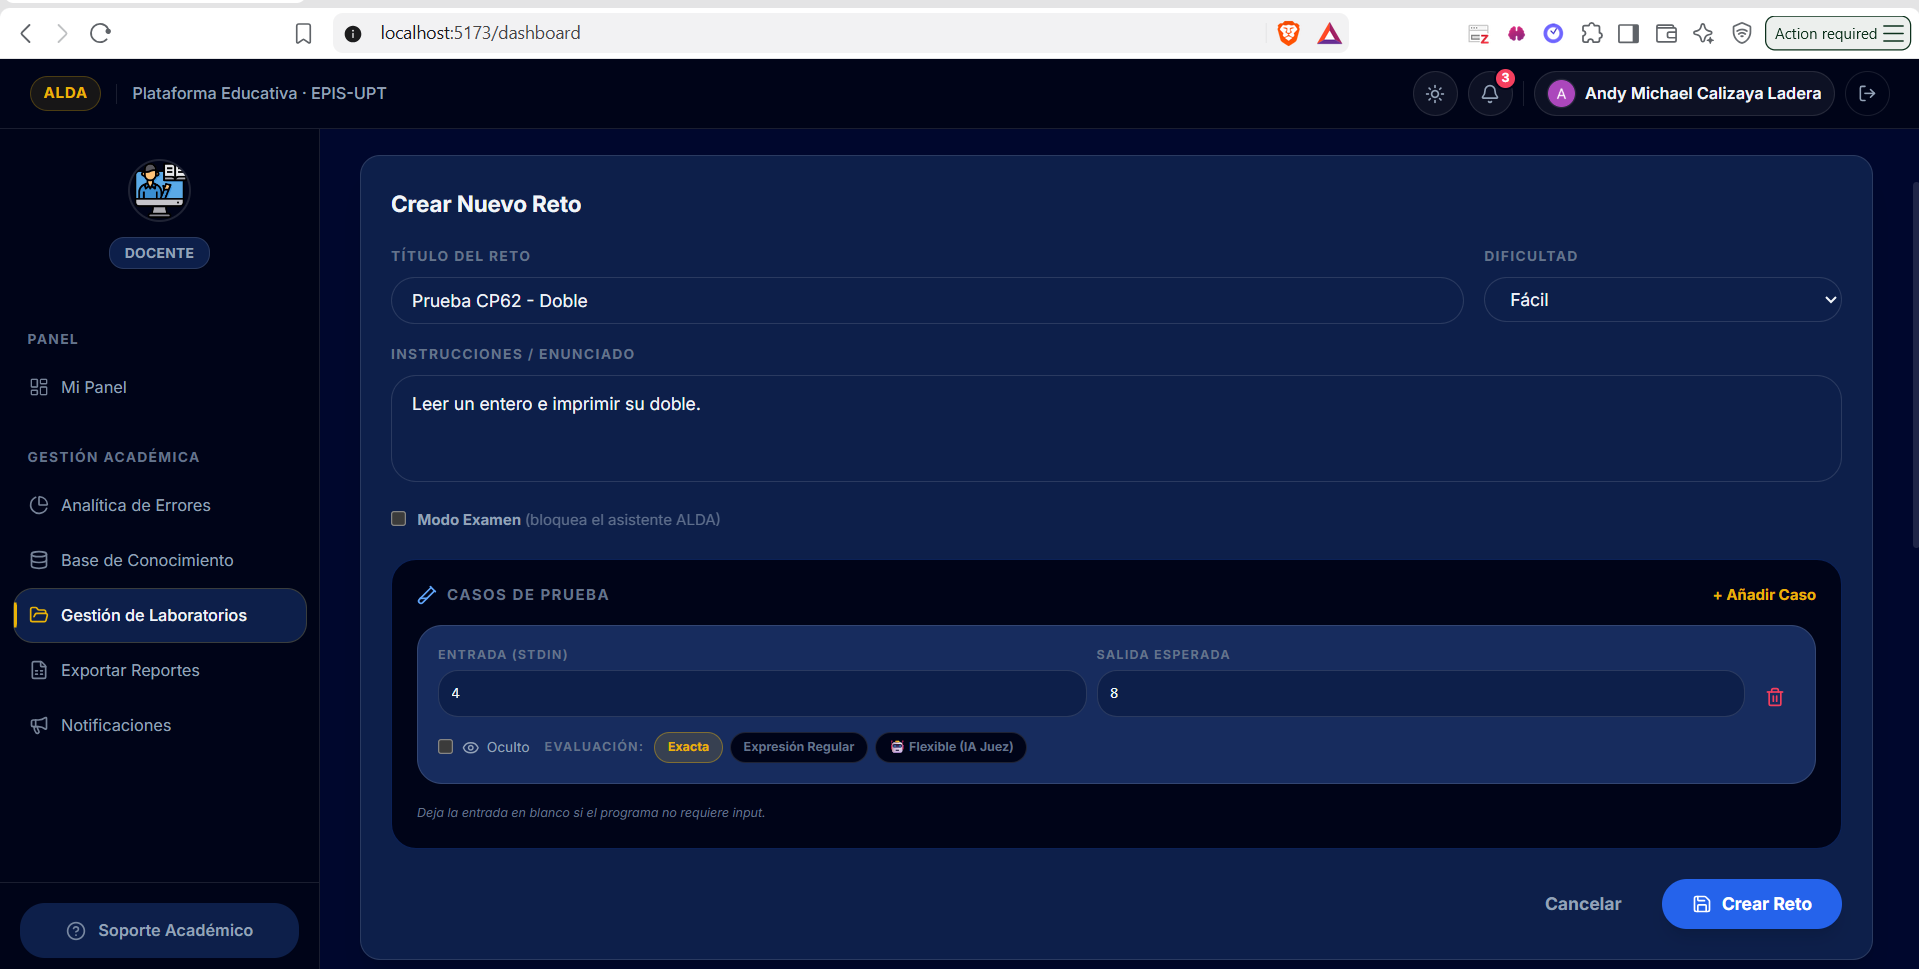 localhost:5173/dashboard
Action required
ALDA
Plataforma Educativa · EPIS-UPT
3
A
Andy Michael Calizaya Ladera
DOCENTE
PANEL
Mi Panel
GESTIÓN ACADÉMICA
Analítica de Errores
Base de Conocimiento
Gestión de Laboratorios
Exportar Reportes
Notificaciones
Soporte Académico
Crear Nuevo Reto
TÍTULO DEL RETO
DIFICULTAD
Prueba CP62 - Doble
Fácil
INSTRUCCIONES / ENUNCIADO
Leer un entero e imprimir su doble.
Modo Examen (bloquea el asistente ALDA)
CASOS DE PRUEBA
+ Añadir Caso
ENTRADA (STDIN)
SALIDA ESPERADA
4
8
Oculto
EVALUACIÓN:
Exacta
Expresión Regular
Flexible (IA Juez)
Deja la entrada en blanco si el programa no requiere input.
Cancelar
Crear Reto